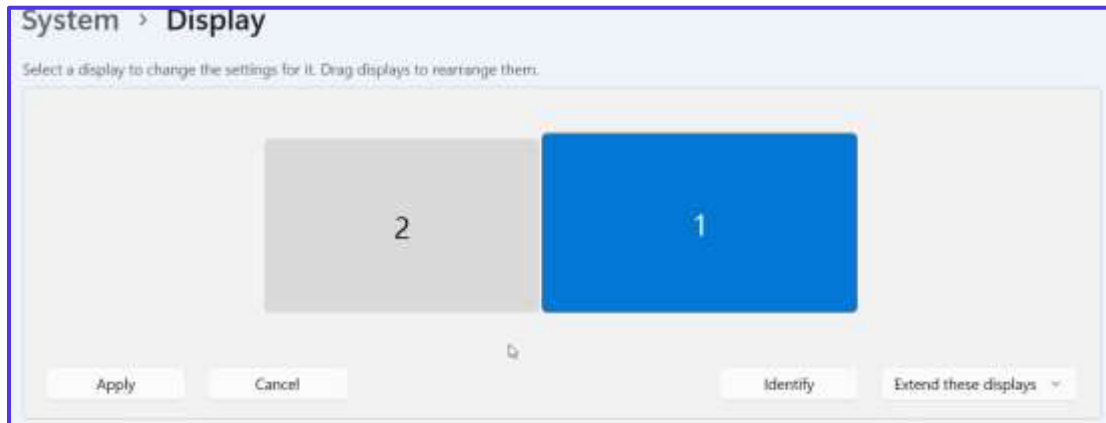 System > Display
Select a display to change the settings for it. Drag displays to rearrange them.
2
1
Apply
Cancel
Identify
Extend these displays